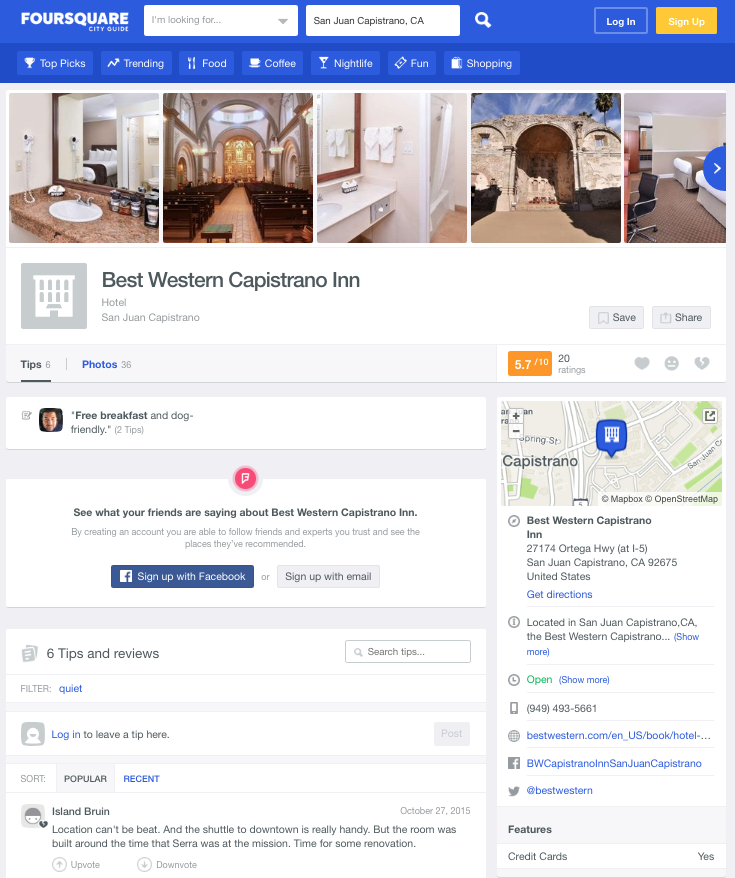 FOURSQUARE
CITY GUIDE
I'm looking for...
San Juan Capistrano, CA
Log In
Sign Up
Top Picks
Trending
Food
Coffee
Nightlife
Fun
Shopping
Best Western Capistrano Inn
Hotel
San Juan Capistrano
Save
Share
Tips 6
Photos 36
5.7 /10
20
ratings
"Free breakfast and dog-
friendly." (2 Tips)
See what your friends are saying about Best Western Capistrano Inn.
By creating an account you are able to follow friends and experts you trust and see the
places they've recommended.
Sign up with Facebook
or
Sign up with email
6 Tips and reviews
Search tips...
FILTER: quiet
Log in to leave a tip here.
Post
SORT: POPULAR RECENT
Island Bruin
October 27, 2015
Location can't be beat. And the shuttle to downtown is really handy. But the room was
built around the time that Serra was at the mission. Time for some renovation.
Upvote
Downvote
+
−
Spring St
Capistrano
5
© Mapbox © OpenStreetMap
Best Western Capistrano
Inn
27174 Ortega Hwy (at I-5)
San Juan Capistrano, CA 92675
United States
Get directions
Located in San Juan Capistrano,CA,
the Best Western Capistrano... (Show
more)
Open (Show more)
(949) 493-5661
bestwestern.com/en_US/book/hotel-...
BWCapistranoInnSanJuanCapistrano
@bestwestern
Features
Credit Cards
Yes